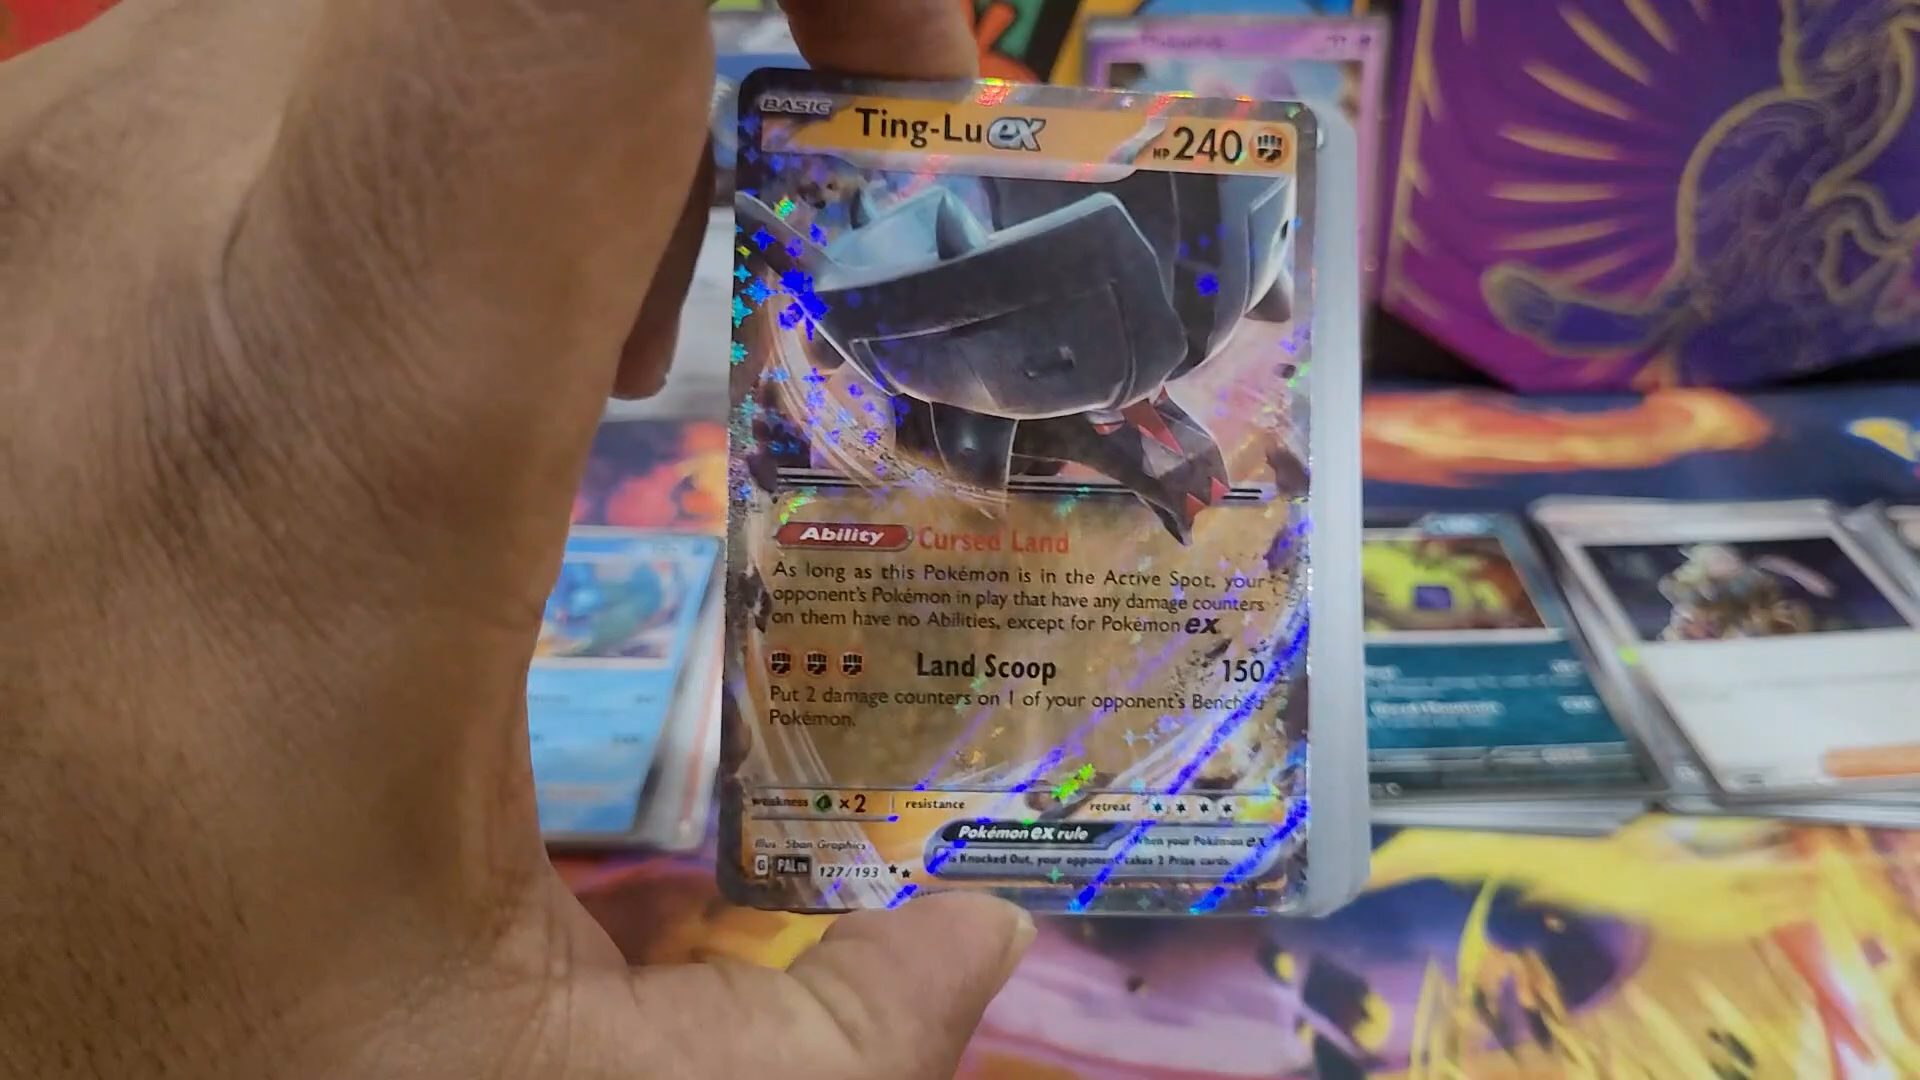 BASIC
Ting-Lu ex
HP 240
Ability Cursed Land
As long as this Pokémon is in the Active Spot, your
opponent's Pokémon in play that have any damage counters
on them have no Abilities, except for Pokémon ex.
Land Scoop 150
Put 2 damage counters on 1 of your opponent's Benched
Pokémon.
weakness ×2 resistance retreat
Pokémon ex rule
When your Pokémon ex
is Knocked Out, your opponent takes 2 Prize cards.
Illus. 5ban Graphics
G PAL EN 127/193